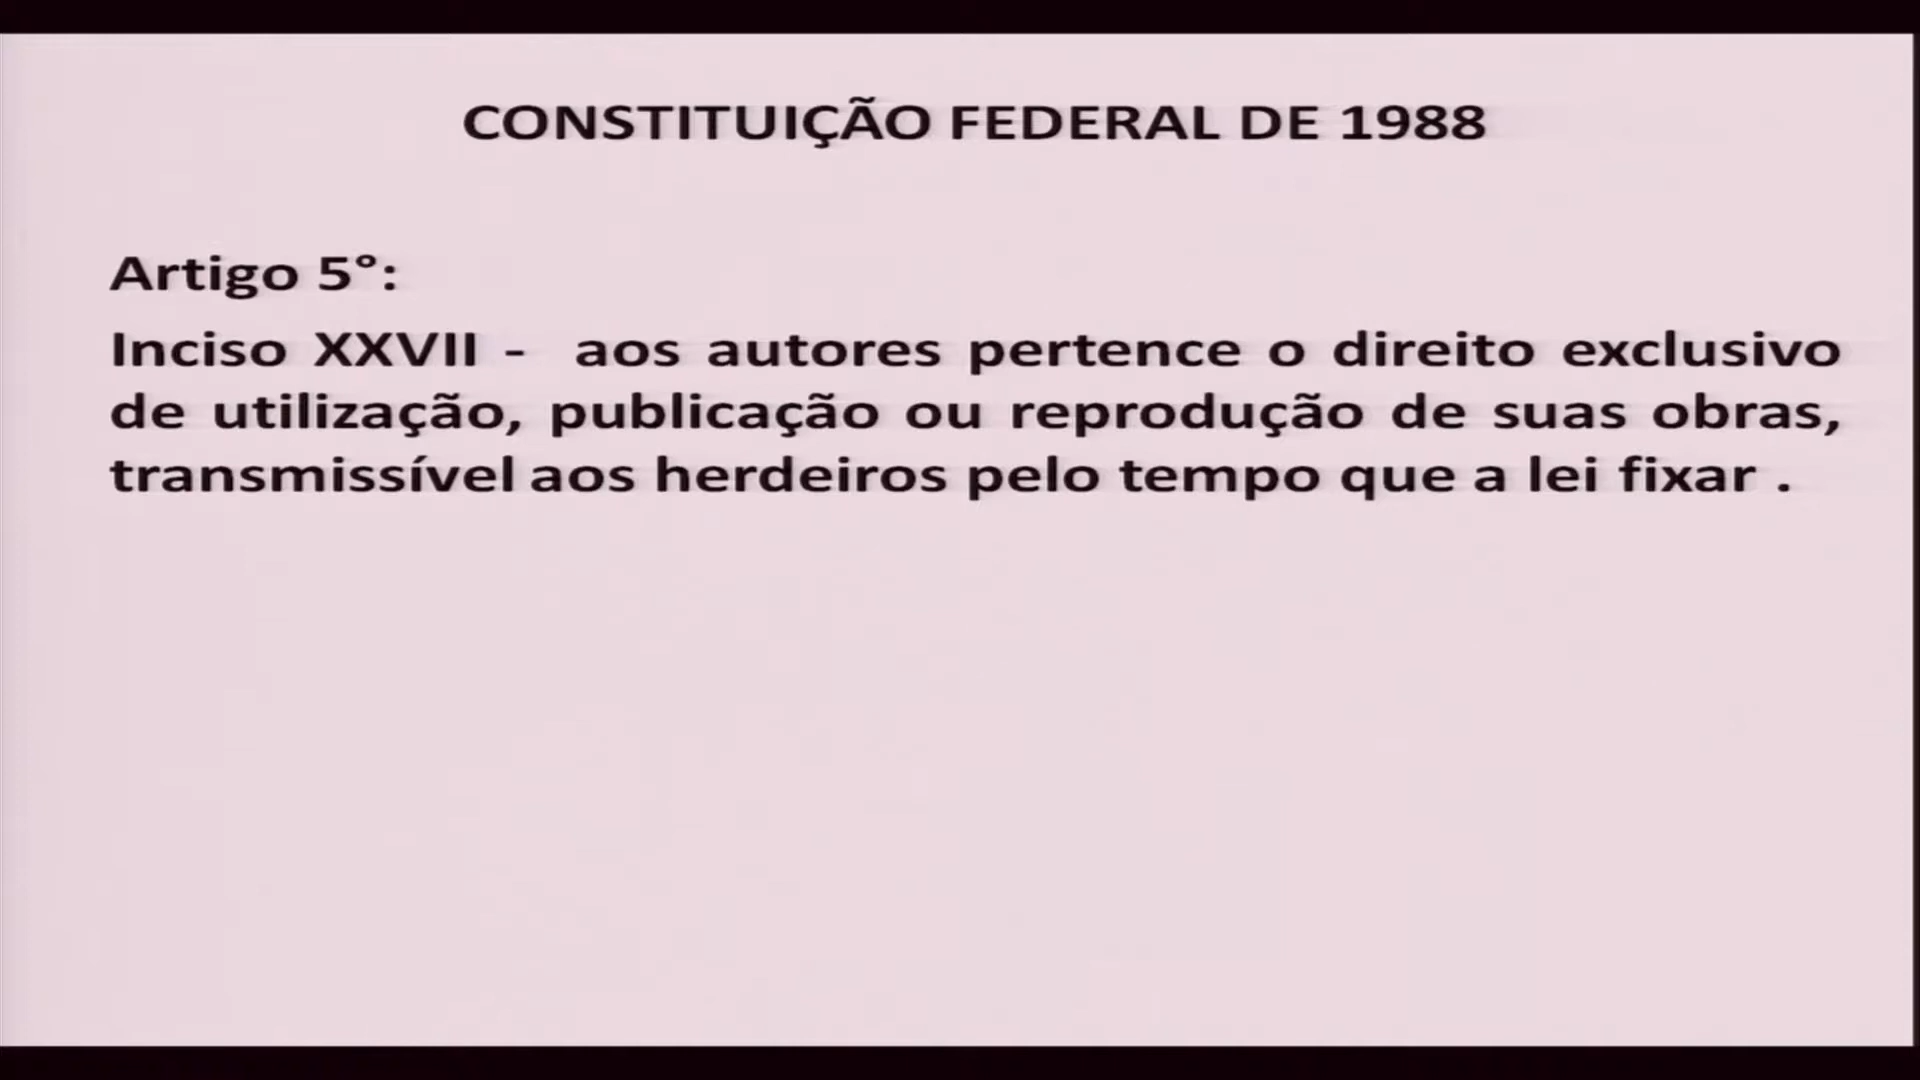 CONSTITUIÇÃO FEDERAL DE 1988
Artigo 5°:
Inciso XXVII - aos autores pertence o direito exclusivo
de utilização, publicação ou reprodução de suas obras,
transmissível aos herdeiros pelo tempo que a lei fixar .